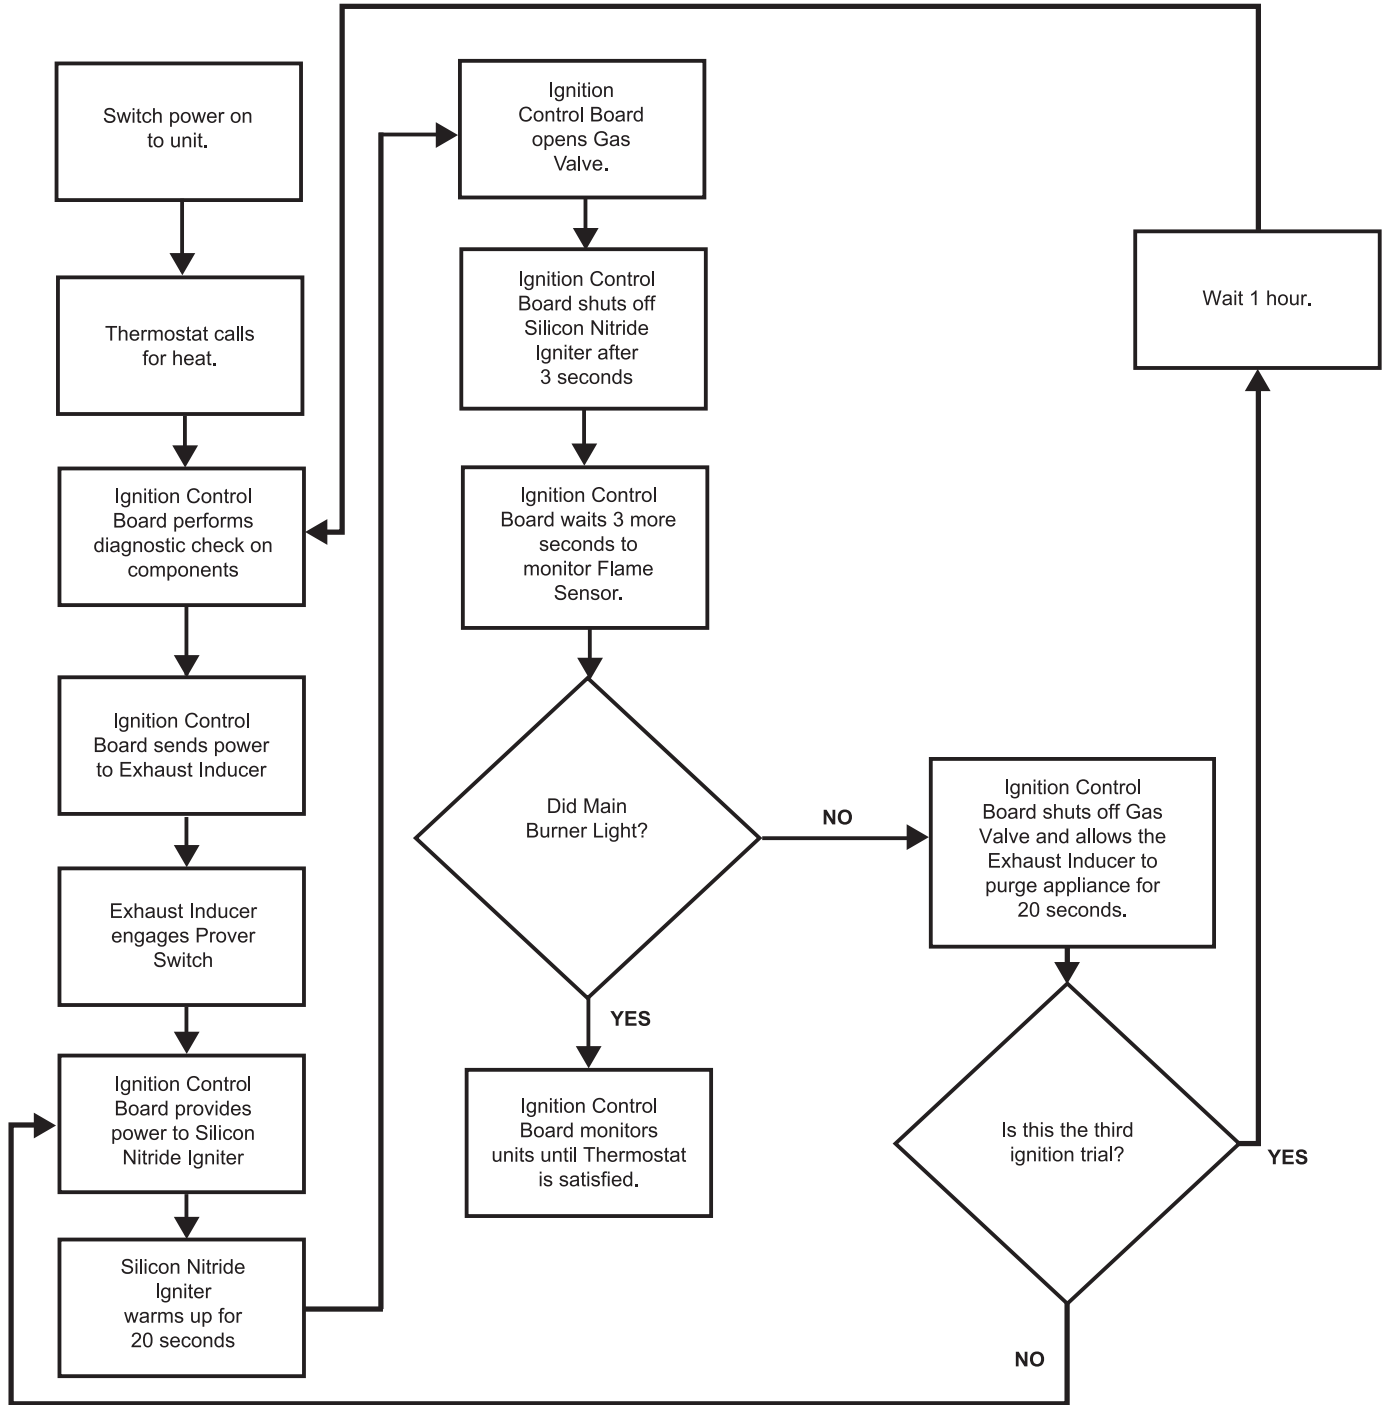 Switch power on
to unit.
Thermostat calls
for heat.
Ignition Control
Board performs
diagnostic check on
components
Ignition Control
Board sends power
to Exhaust Inducer
Exhaust Inducer
engages Prover
Switch
Ignition Control
Board provides
power to Silicon
Nitride Igniter
Silicon Nitride
Igniter
warms up for
20 seconds
Ignition
Control Board
opens Gas
Valve.
Ignition Control
Board shuts off
Silicon Nitride
Igniter after
3 seconds
Ignition Control
Board waits 3 more
seconds to
monitor Flame
Sensor.
Did Main
Burner Light?
YES
Ignition Control
Board monitors
units until Thermostat
is satisfied.
NO
Ignition Control
Board shuts off Gas
Valve and allows the
Exhaust Inducer to
purge appliance for
20 seconds.
Is this the third
ignition trial?
NO
YES
Wait 1 hour.